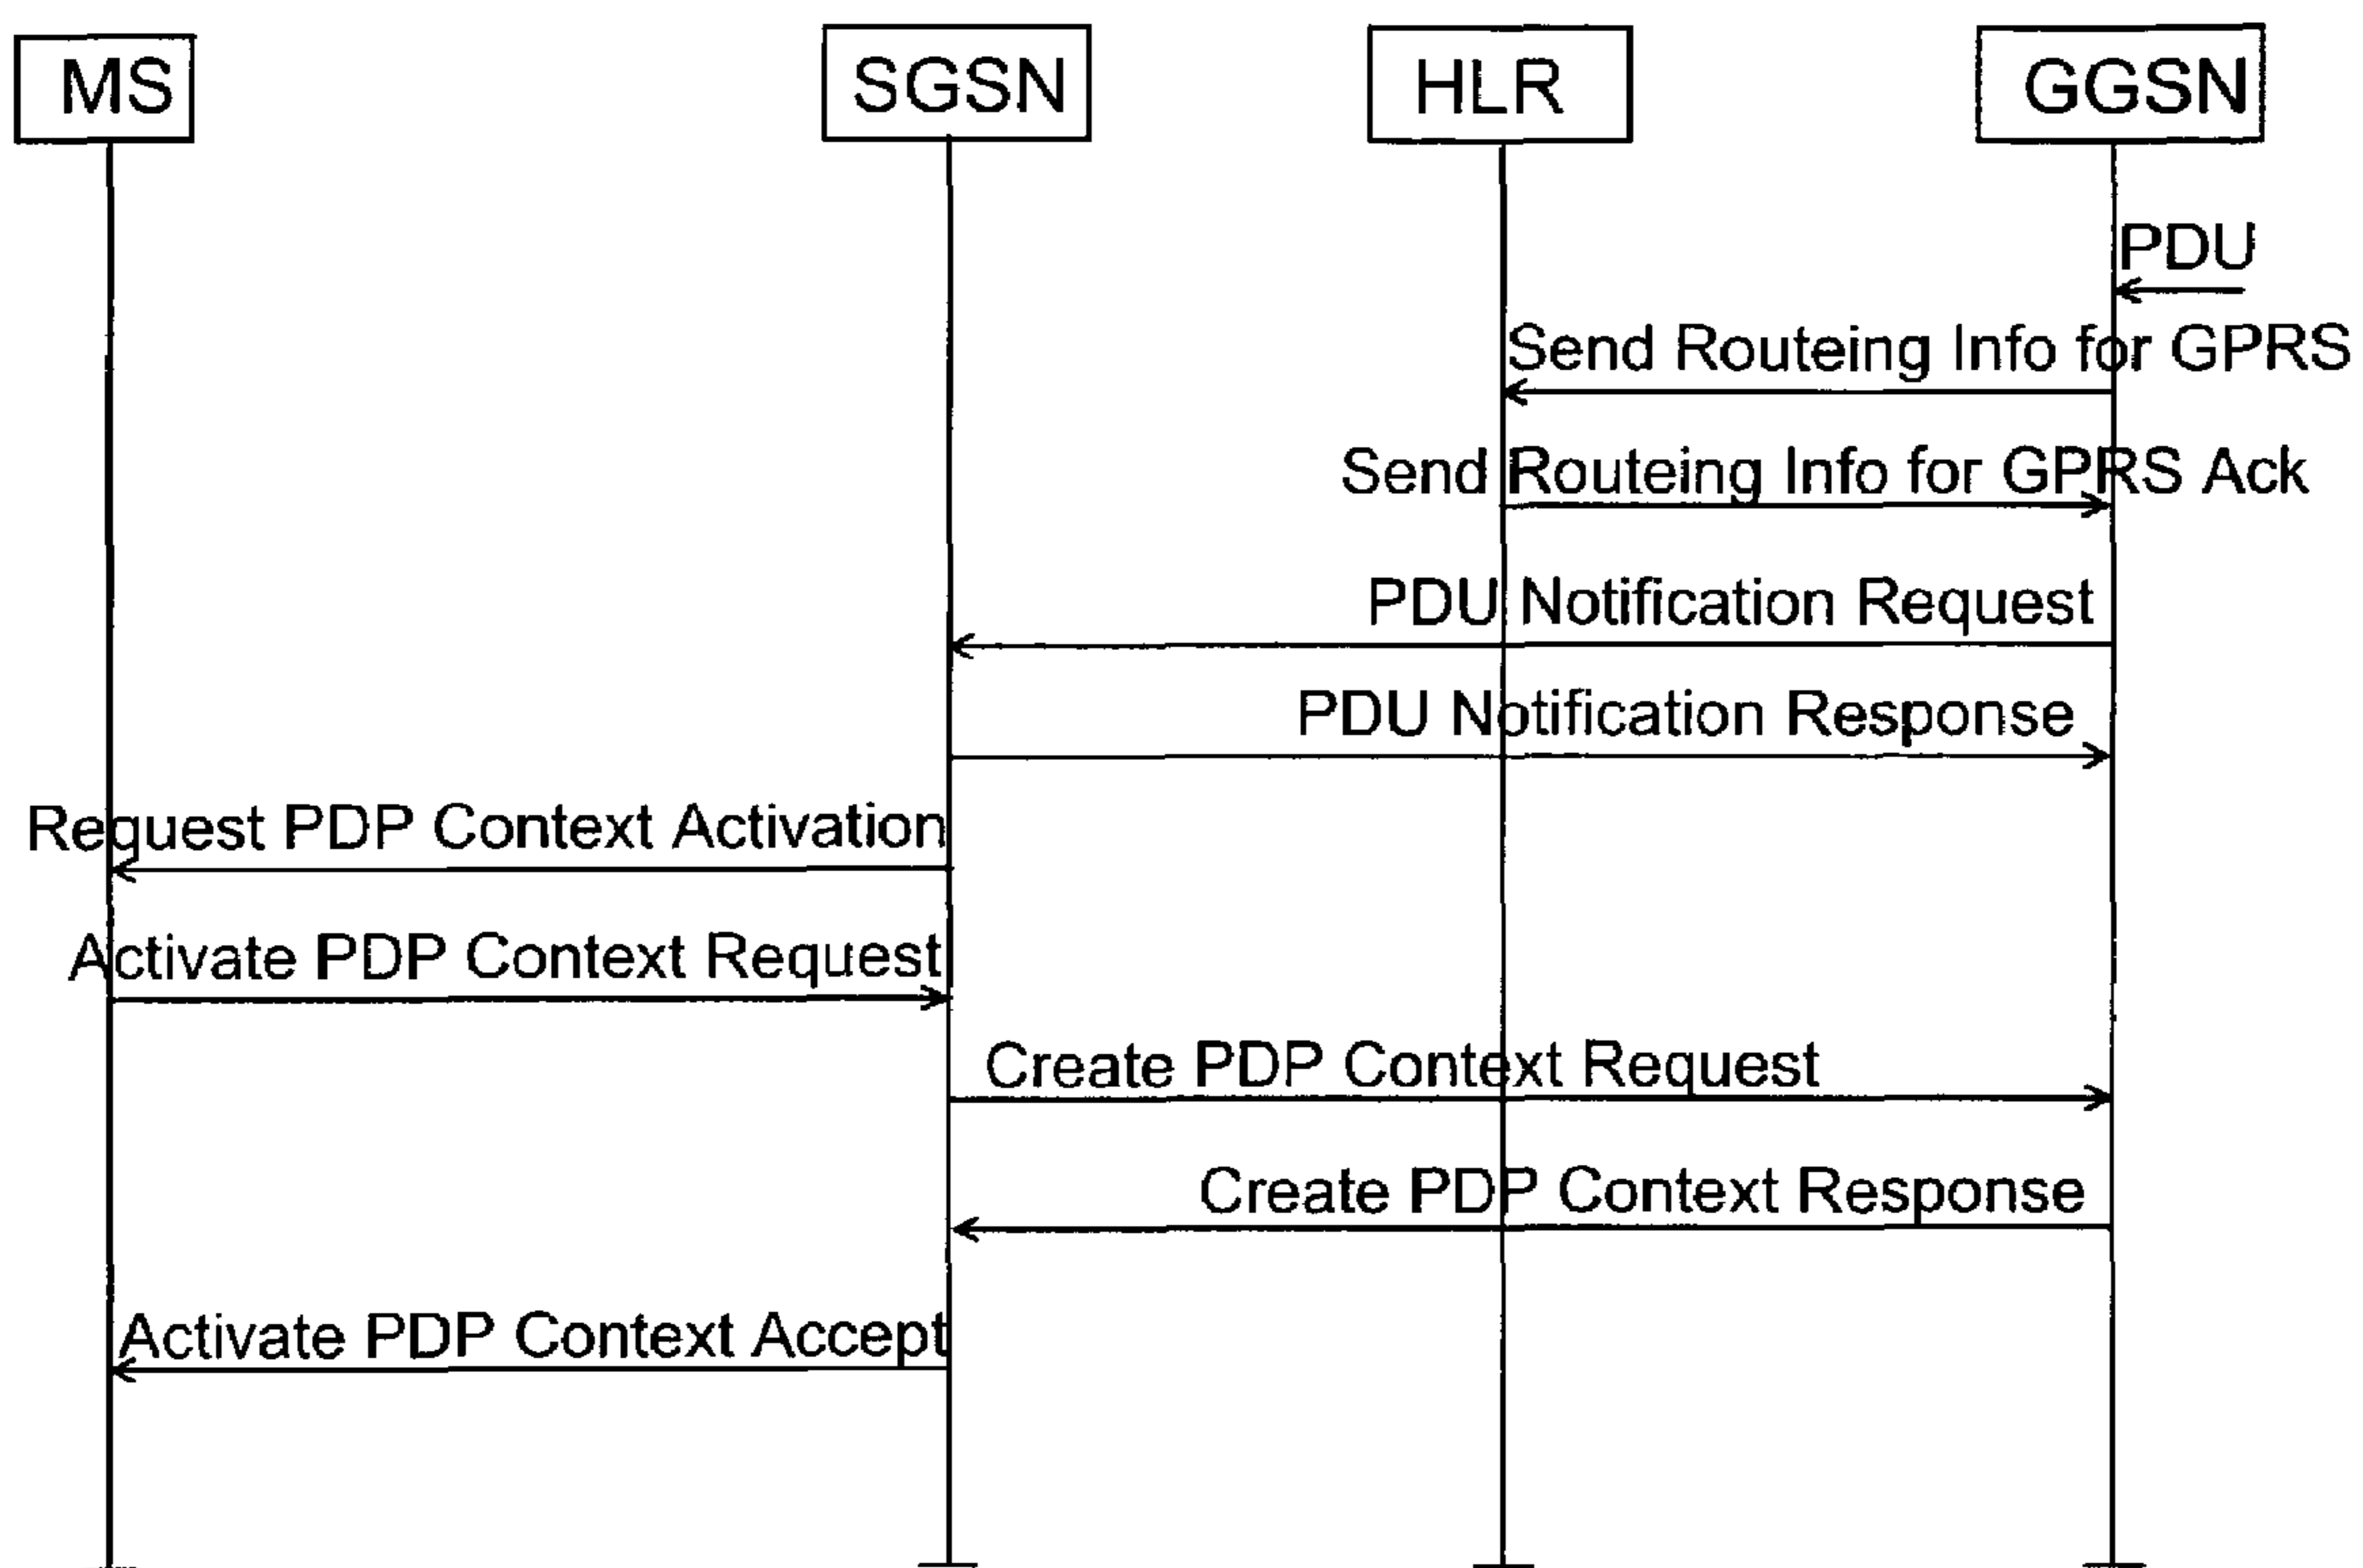 MS
SGSN
HLR
GGSN
PDU
Send Routeing Info for GPRS
Send Routeing Info for GPRS Ack
PDU Notification Request
PDU Notification Response
Request PDP Context Activation
Activate PDP Context Request
Create PDP Context Request
Create PDP Context Response
Activate PDP Context Accept